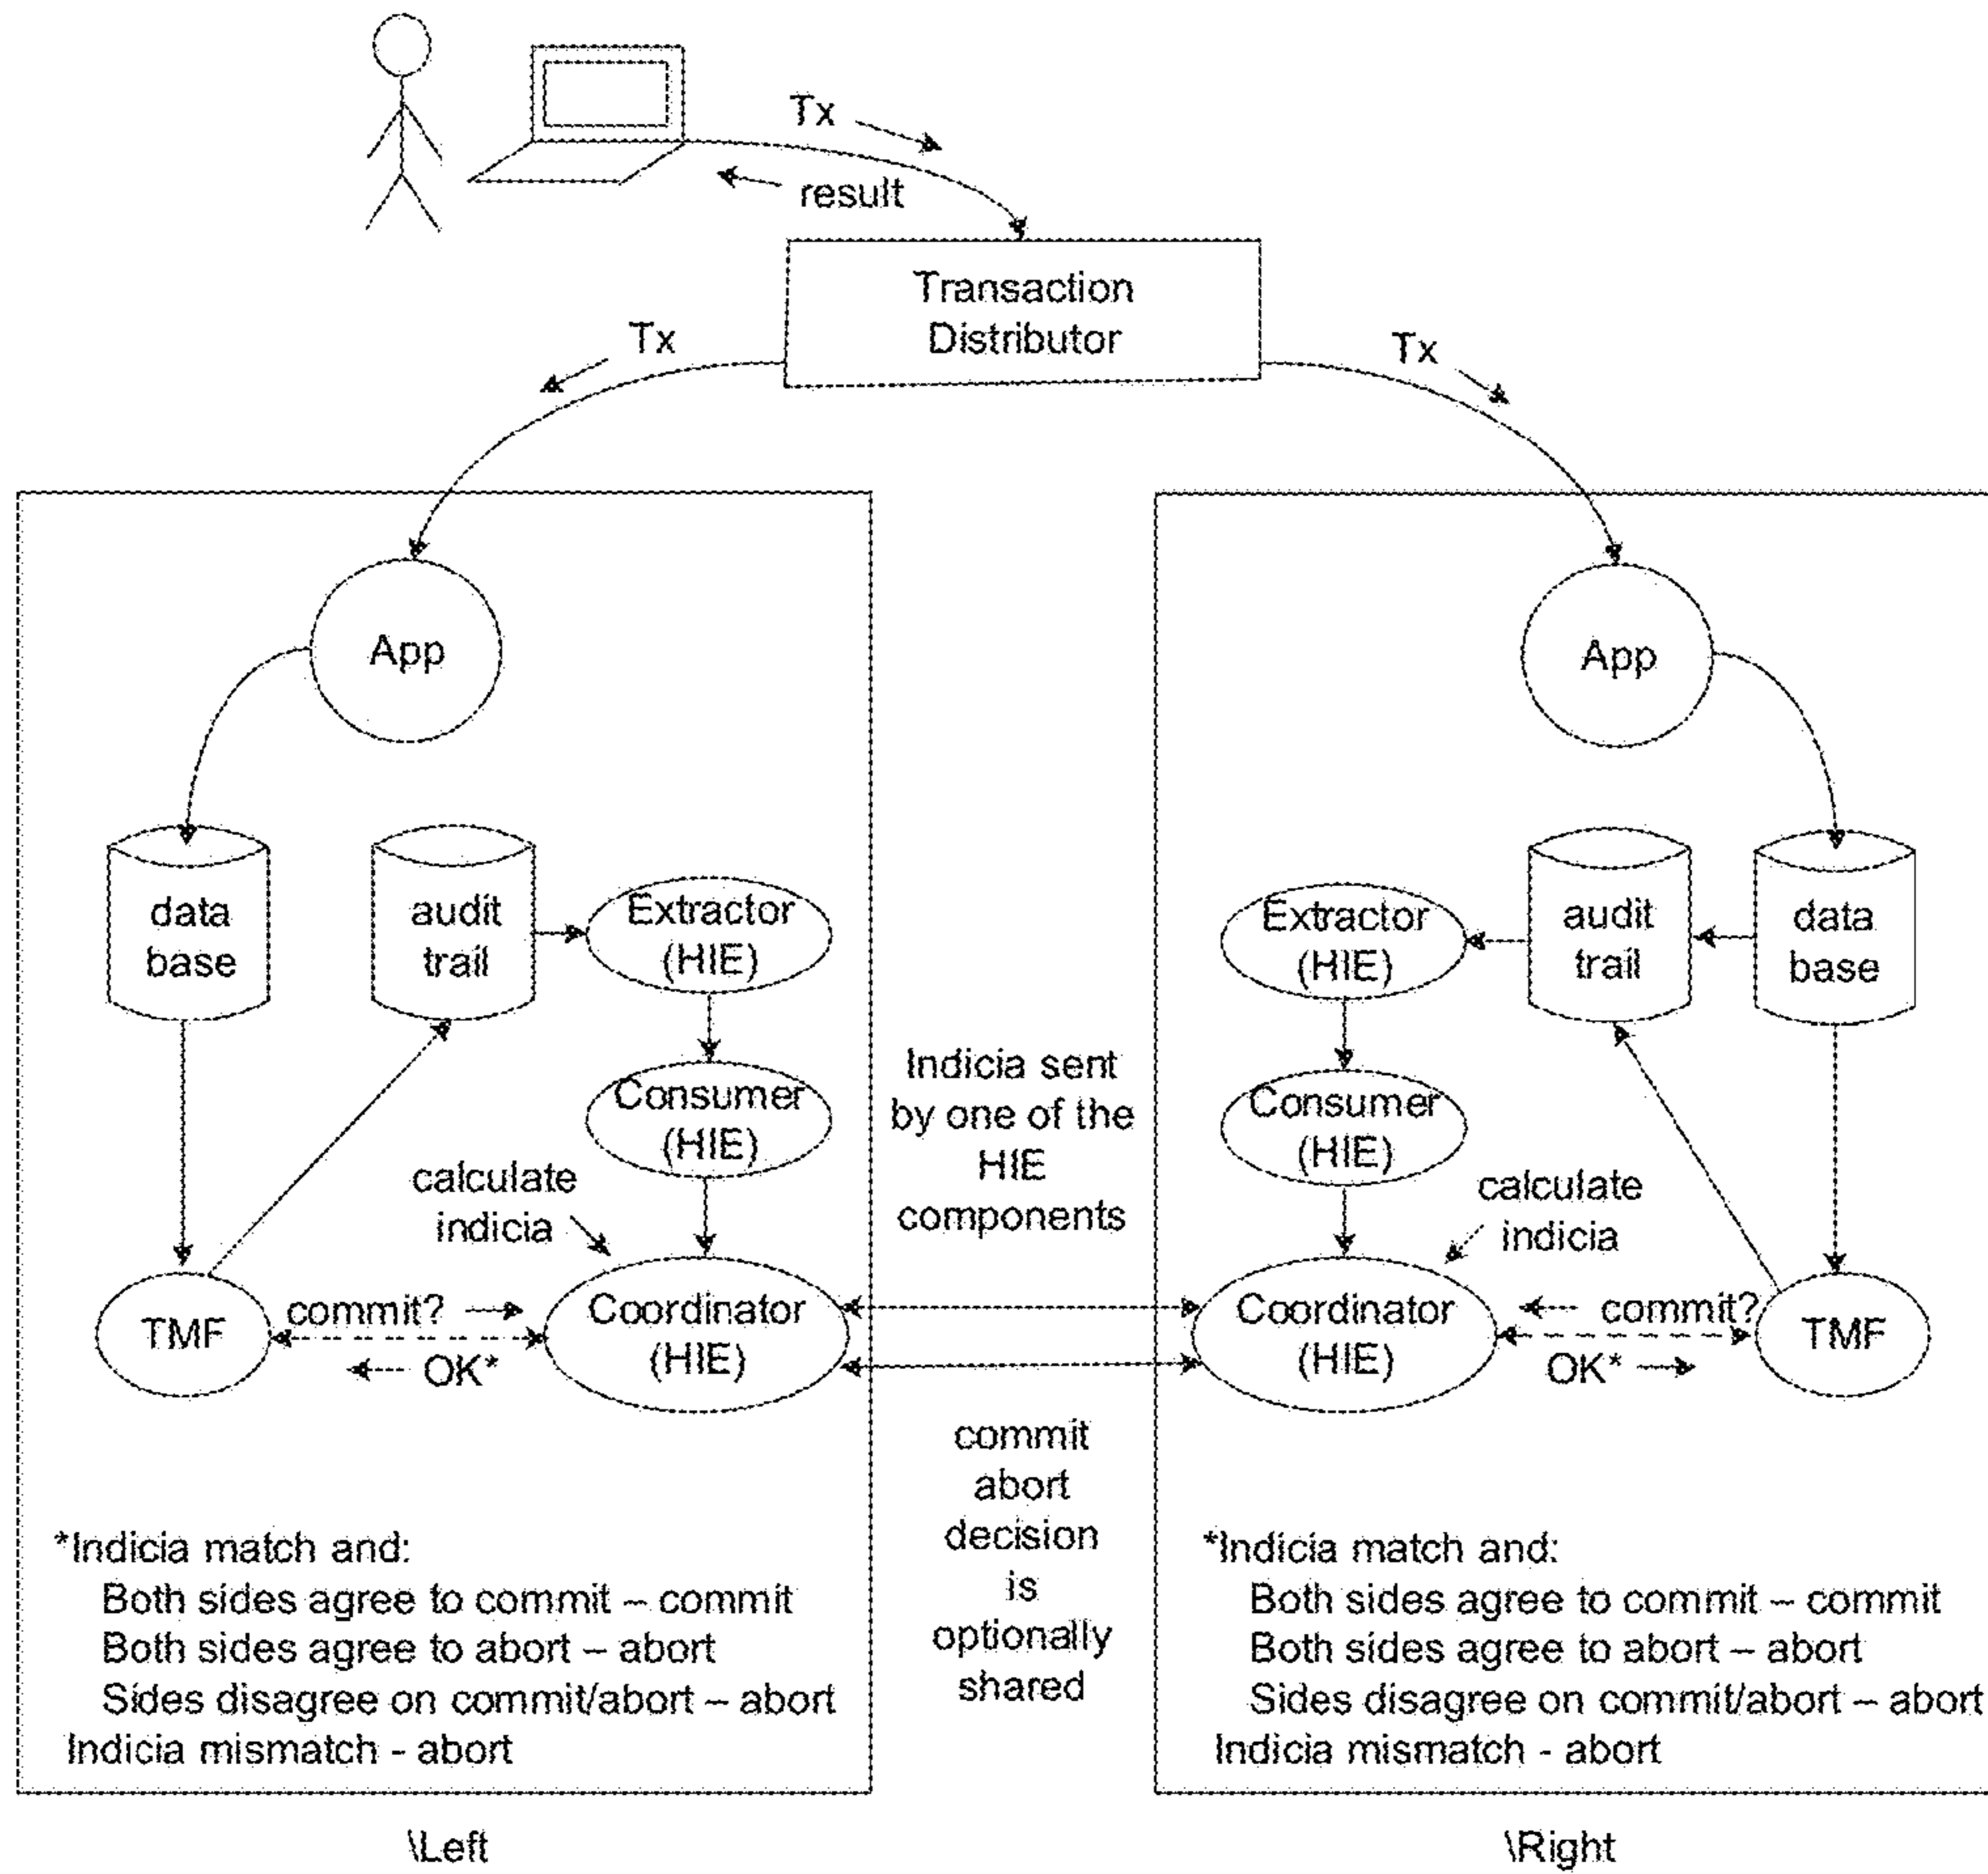 Tx
result
Transaction
Distributor
Tx
Tx
App
data
base
audit
trail
Extractor
(HIE)
Consumer
(HIE)
calculate
indicia
TMF
commit?
OK*
Coordinator
(HIE)
*Indicia match and:
Both sides agree to commit – commit
Both sides agree to abort – abort
Sides disagree on commit/abort – abort
Indicia mismatch - abort
\Left
Indicia sent
by one of the
HIE
components
commit
abort
decision
is
optionally
shared
App
Extractor
(HIE)
audit
trail
data
base
Consumer
(HIE)
calculate
indicia
Coordinator
(HIE)
commit?
OK*
TMF
*Indicia match and:
Both sides agree to commit – commit
Both sides agree to abort – abort
Sides disagree on commit/abort – abort
Indicia mismatch - abort
\Right